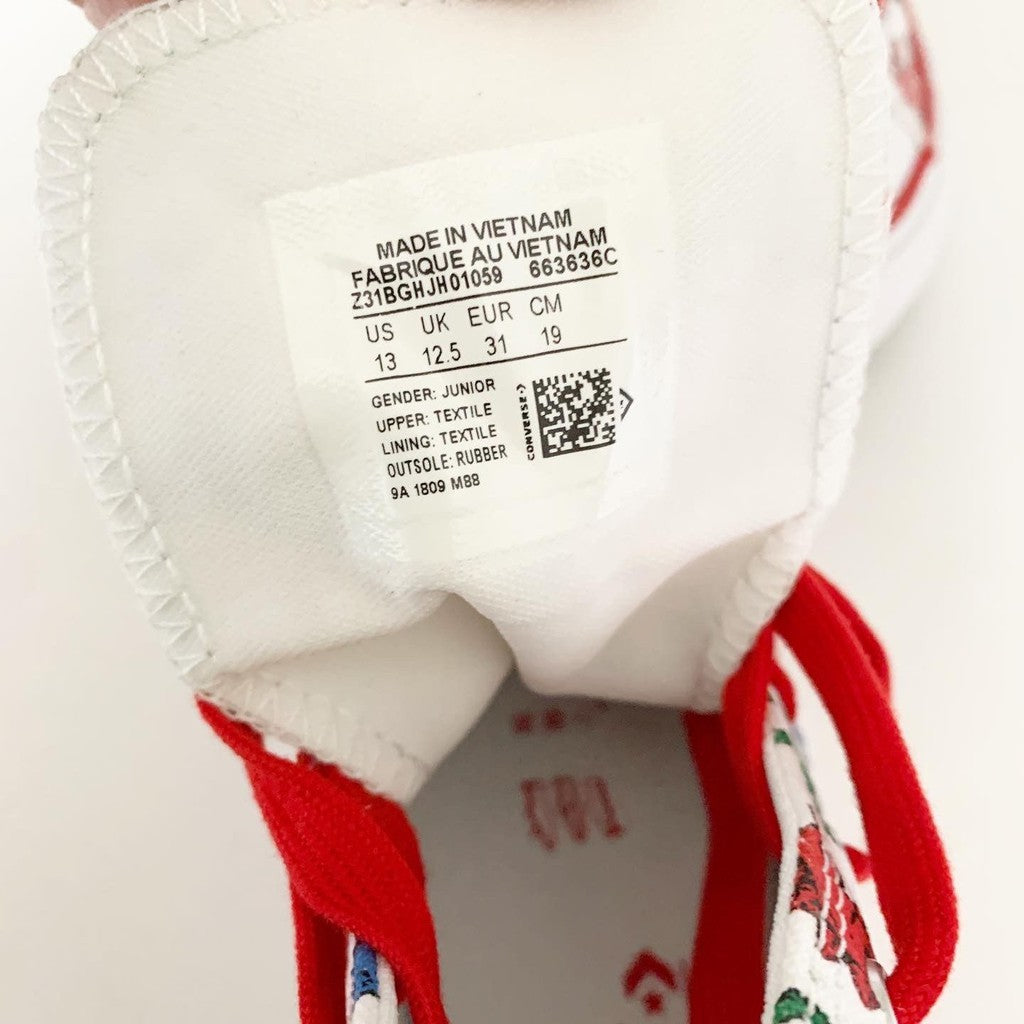 MADE IN VIETNAM
FABRIQUE AU VIETNAM
Z31BGHJH01059 663636C
US UK EUR CM
13 12.5 31 19
GENDER: JUNIOR
UPPER: TEXTILE
LINING: TEXTILE
OUTSOLE: RUBBER
9A 1809 M88
CONVERSE